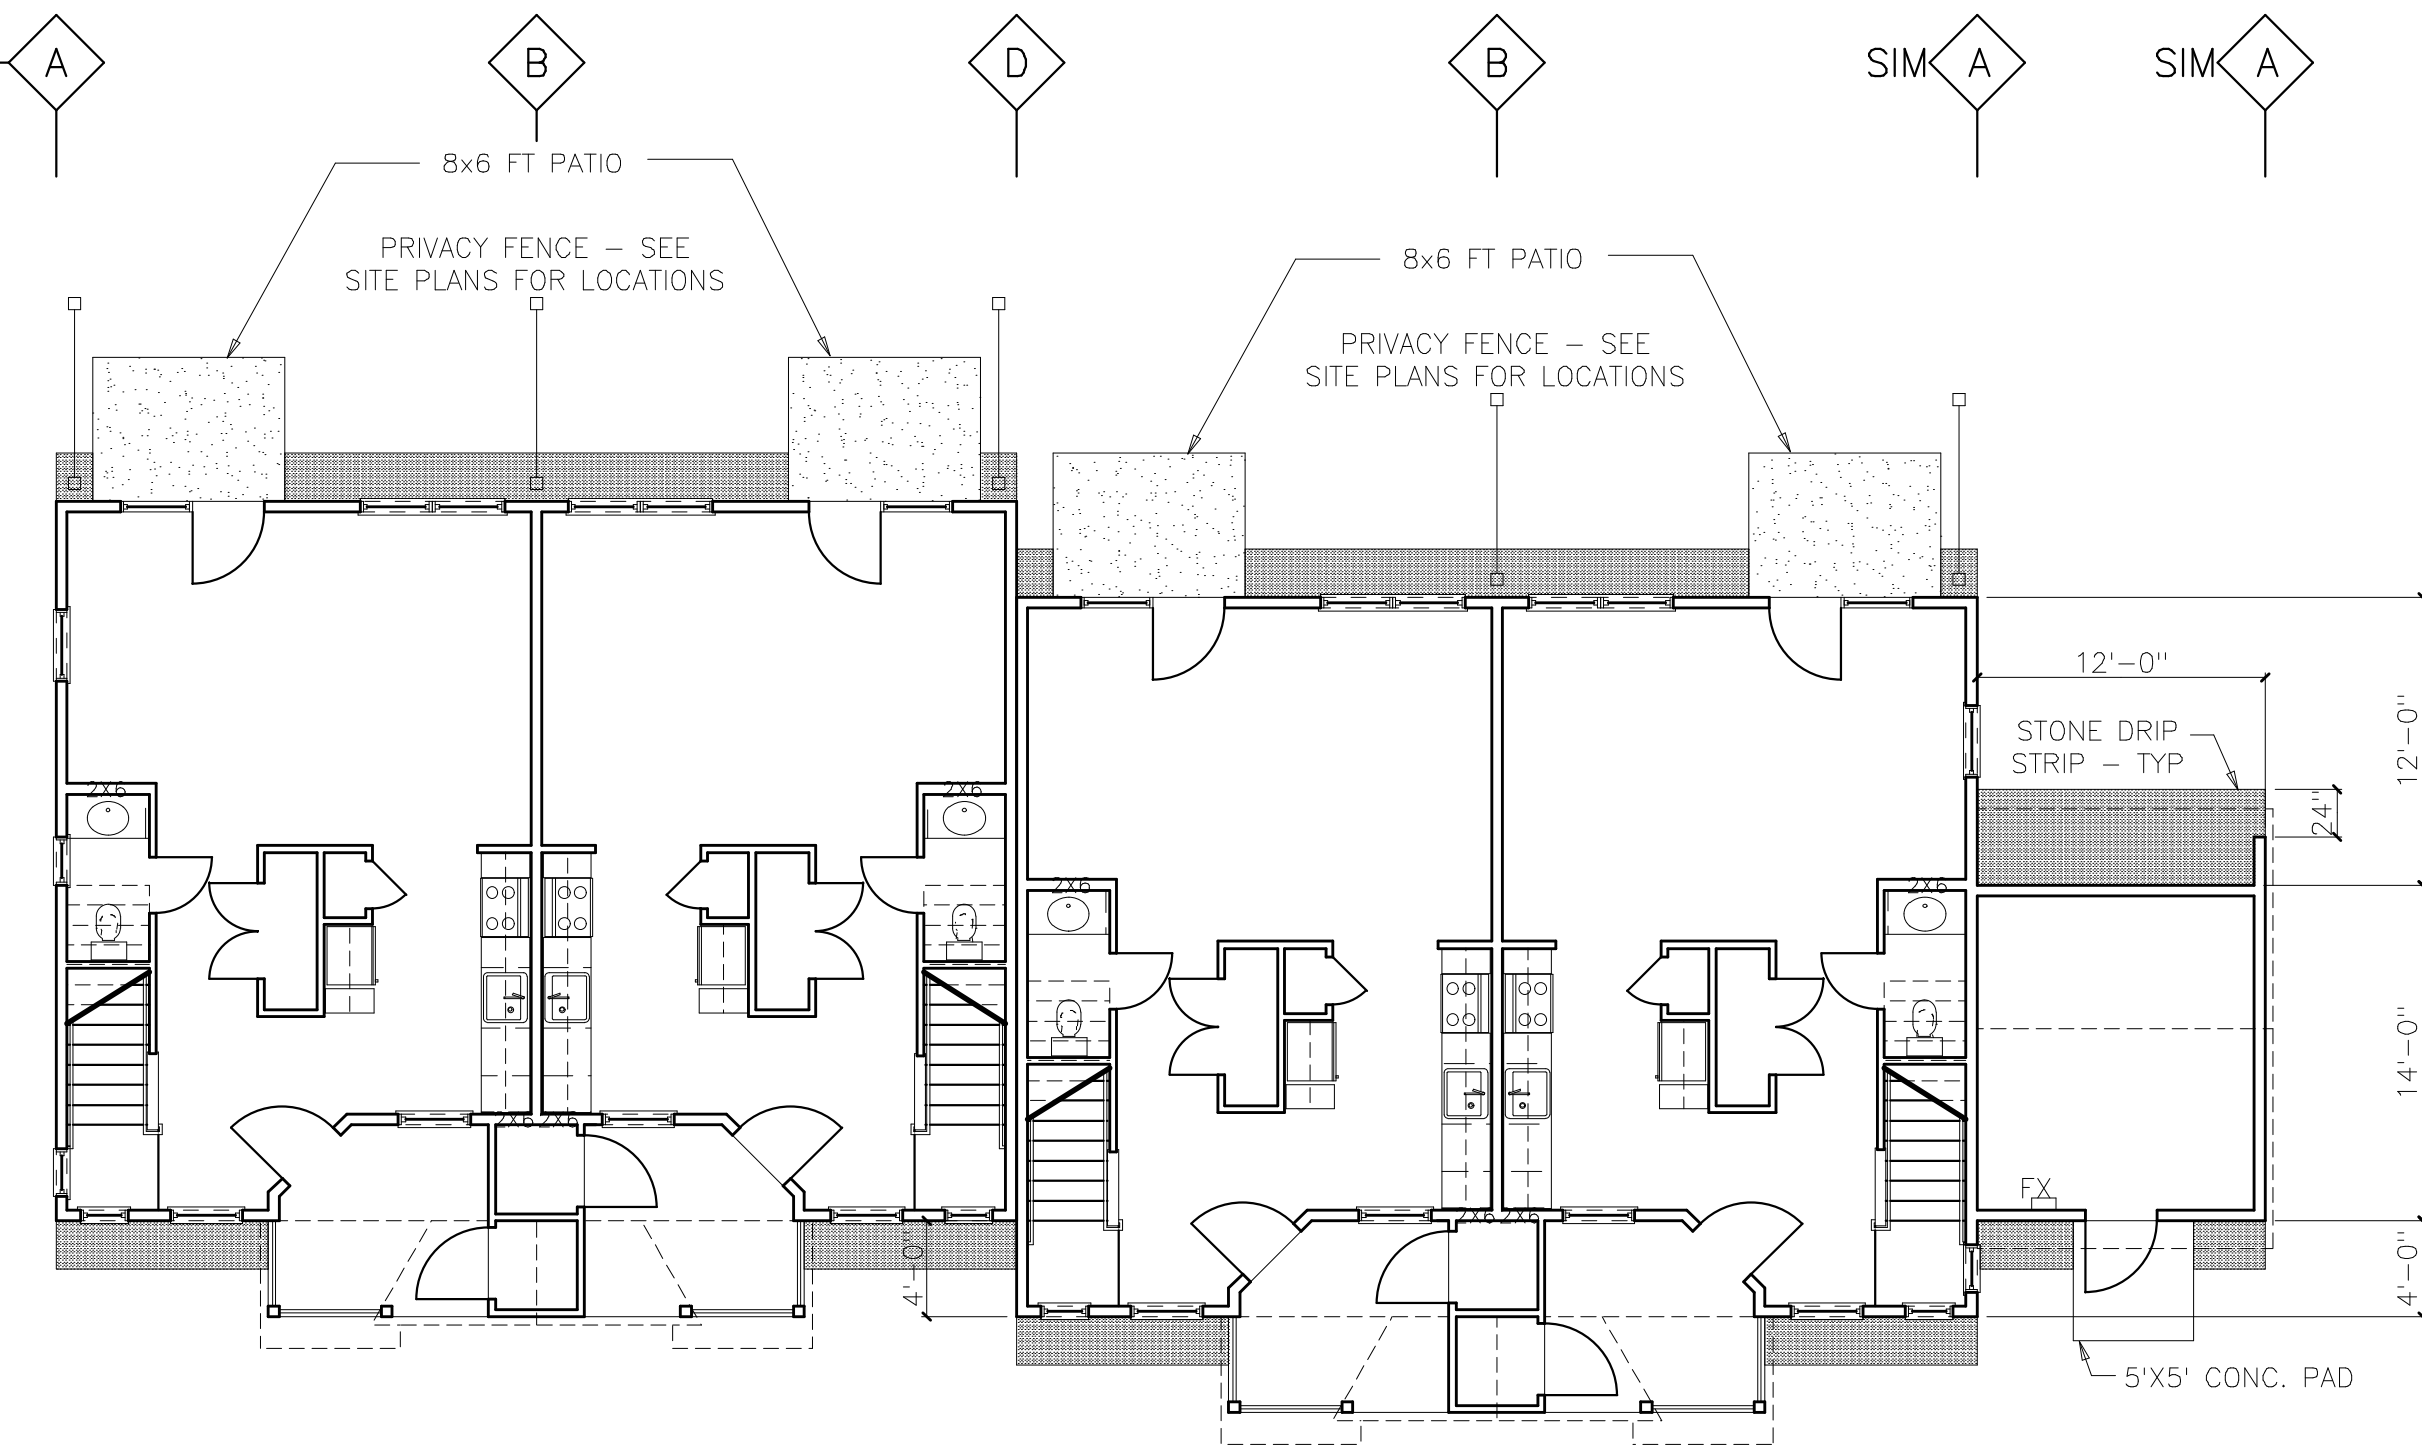 A
B
D
B
SIM A
SIM A
8x6 FT PATIO
PRIVACY FENCE – SEE
SITE PLANS FOR LOCATIONS
8x6 FT PATIO
PRIVACY FENCE – SEE
SITE PLANS FOR LOCATIONS
12'–0"
12'–0"
STONE DRIP
STRIP – TYP
24"
2X6
2X6
2X6
2X6
14'–0"
2X6 2X6
FX
2X6 2X6
4'–0"
4'–0"
5'X5' CONC. PAD